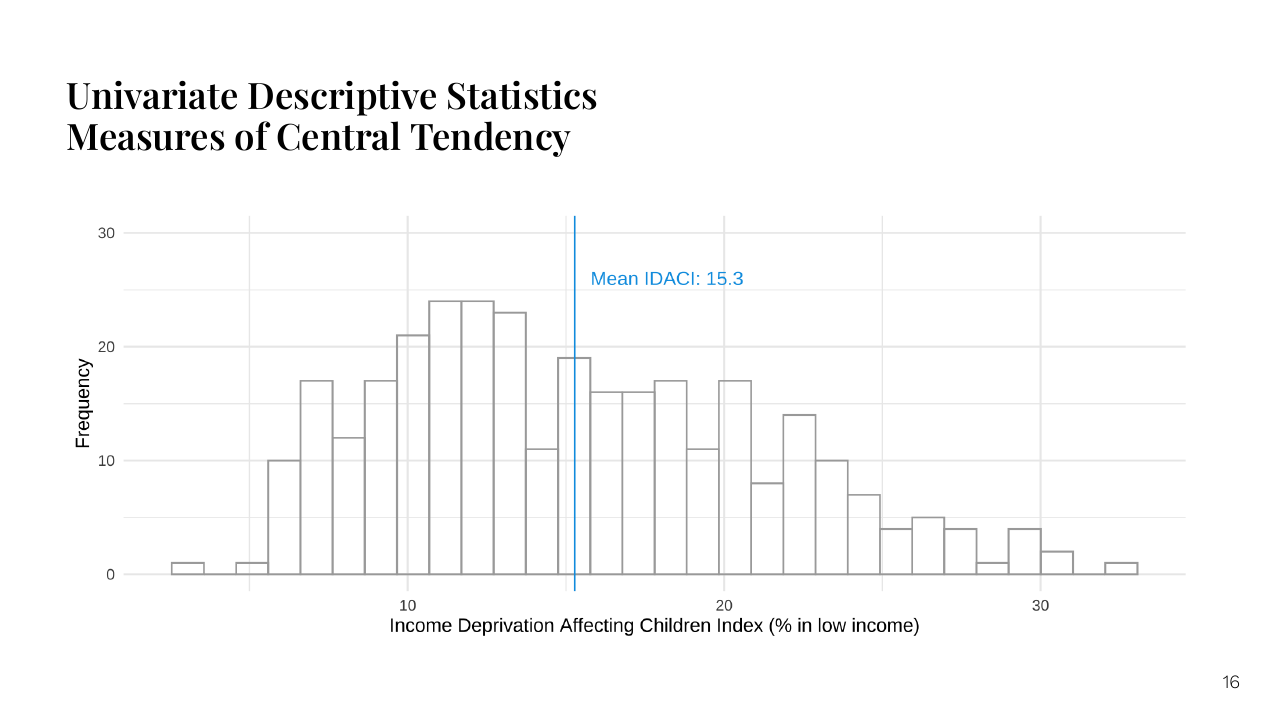 Univariate Descriptive Statistics
Measures of Central Tendency
30
Mean IDACI: 15.3
20
Frequency
10
0
10 20 30
Income Deprivation Affecting Children Index (% in low income)
16